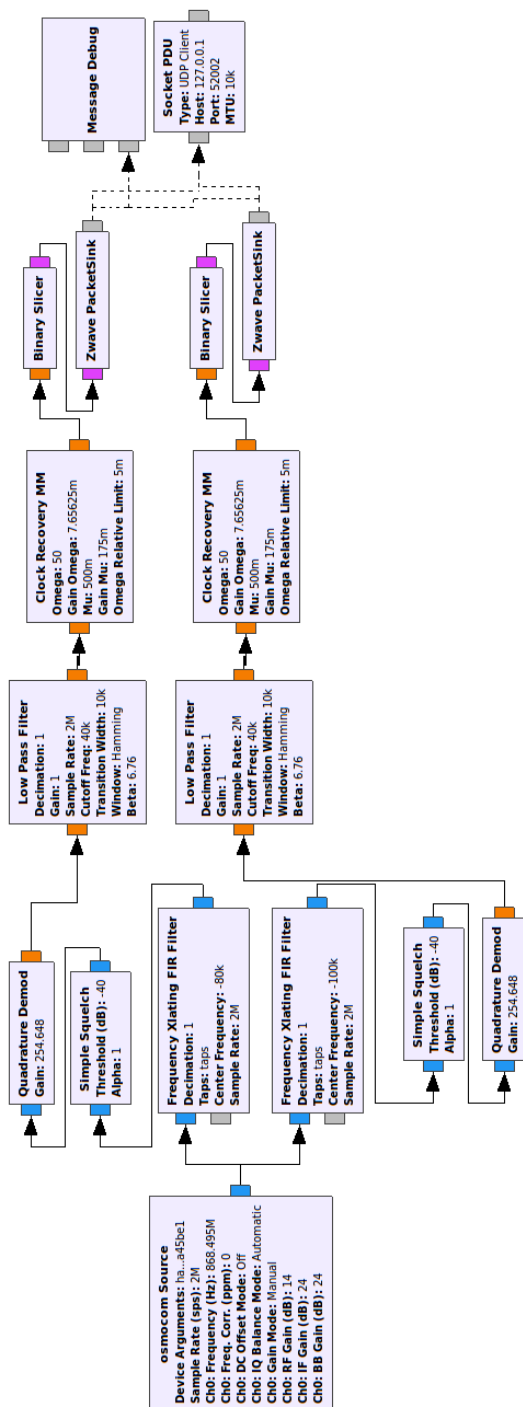 osmocom Source
Device Arguments: ha...a45be1
Sample Rate (sps): 2M
Ch0: Frequency (Hz): 868.495M
Ch0: Freq. Corr. (ppm): 0
Ch0: DC Offset Mode: Off
Ch0: IQ Balance Mode: Automatic
Ch0: Gain Mode: Manual
Ch0: RF Gain (dB): 14
Ch0: IF Gain (dB): 24
Ch0: BB Gain (dB): 24
Quadrature Demod
Gain: 254.648
Simple Squelch
Threshold (dB): -40
Alpha: 1
Frequency Xlating FIR Filter
Decimation: 1
Taps: taps
Center Frequency: -80k
Sample Rate: 2M
Frequency Xlating FIR Filter
Decimation: 1
Taps: taps
Center Frequency: -100k
Sample Rate: 2M
Simple Squelch
Threshold (dB): -40
Alpha: 1
Quadrature Demod
Gain: 254.648
Low Pass Filter
Decimation: 1
Gain: 1
Sample Rate: 2M
Cutoff Freq: 40k
Transition Width: 10k
Window: Hamming
Beta: 6.76
Low Pass Filter
Decimation: 1
Gain: 1
Sample Rate: 2M
Cutoff Freq: 40k
Transition Width: 10k
Window: Hamming
Beta: 6.76
Clock Recovery MM
Omega: 50
Gain Omega: 7.65625m
Mu: 500m
Gain Mu: 175m
Omega Relative Limit: 5m
Clock Recovery MM
Omega: 50
Gain Omega: 7.65625m
Mu: 500m
Gain Mu: 175m
Omega Relative Limit: 5m
Binary Slicer
Zwave PacketSink
Binary Slicer
Zwave PacketSink
Message Debug
Socket PDU
Type: UDP Client
Host: 127.0.0.1
Port: 52002
MTU: 10k